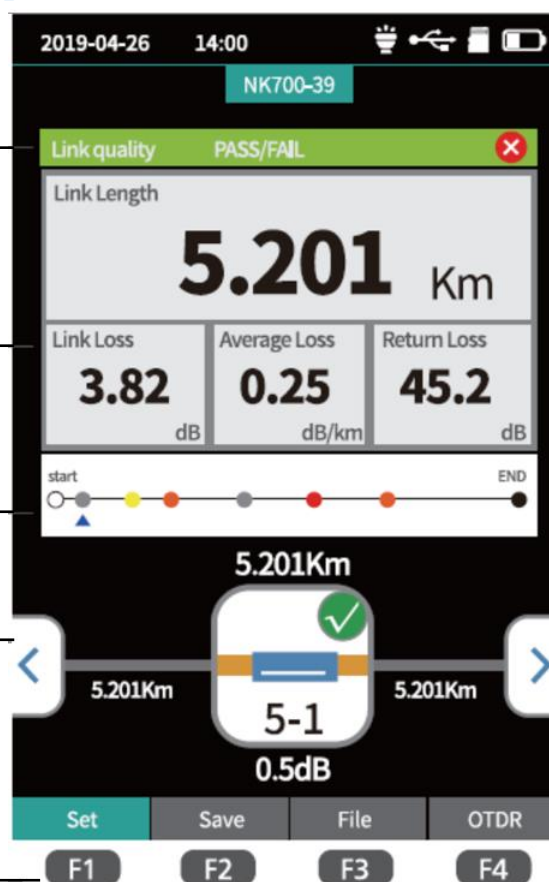 2019-04-26 14:00
NK700-39
Link quality PASS/FAIL
Link Length
5.201 Km
Link Loss Average Loss Return Loss
3.82 0.25 45.2
dB dB/km dB
start END
5.201Km
5.201Km 5.201Km
5-1
0.5dB
Set Save File OTDR
F1 F2 F3 F4